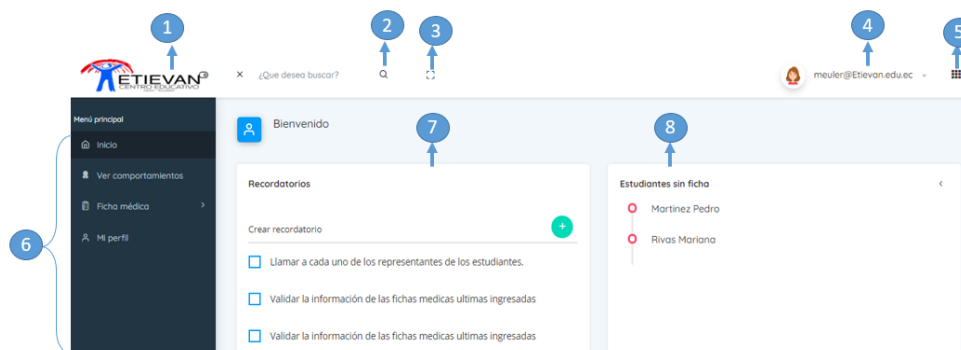 1
2
3
4
5
ETIEVAN
CENTRO EDUCATIVO
¿Que desea buscar?
meuler@Etievan.edu.ec
Menú principal
Inicio
Ver comportamientos
Ficha médica
Mi perfil
6
Bienvenido
7
8
Recordatorios
Crear recordatorio
Llamar a cada uno de los representantes de los estudiantes.
Validar la información de las fichas medicas ultimas ingresadas
Validar la información de las fichas medicas ultimas ingresadas
Estudiantes sin ficha
Martinez Pedro
Rivas Mariana